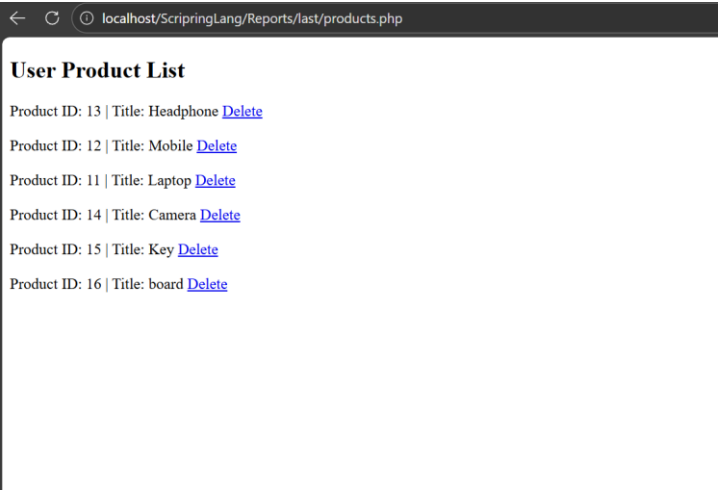 localhost/ScripringLang/Reports/last/products.php
User Product List
Product ID: 13 | Title: Headphone Delete
Product ID: 12 | Title: Mobile Delete
Product ID: 11 | Title: Laptop Delete
Product ID: 14 | Title: Camera Delete
Product ID: 15 | Title: Key Delete
Product ID: 16 | Title: board Delete